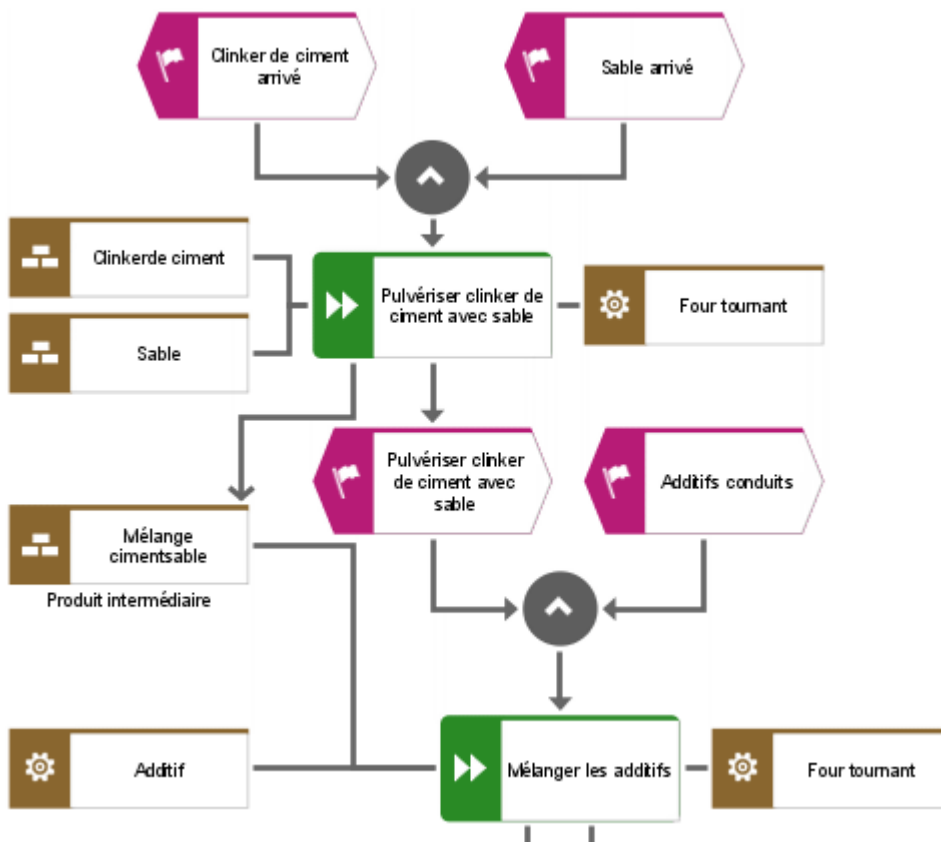 Clinker de ciment
arrivé
Sable arrivé
Clinkerde ciment
Pulvériser clinker de
ciment avec sable
Four tournant
Sable
Pulvériser clinker
de ciment avec
sable
Additifs conduits
Mélange
cimentsable
Produit intermédiaire
Additif
Mélanger les additifs
Four tournant